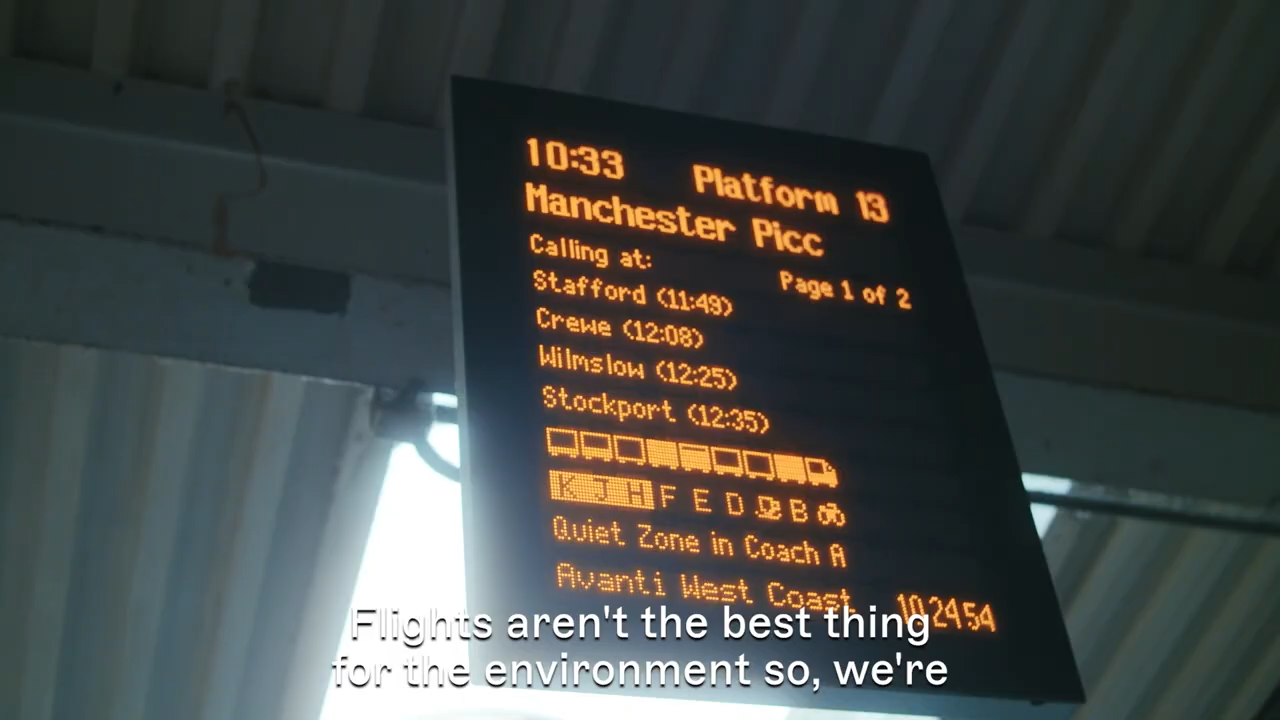 10:33 Platform 13
Manchester Picc
Calling at:
Page 1 of 2
Stafford (11:49)
Crewe (12:08)
Wilmslow (12:25)
Stockport (12:35)
K J H F E D B
Quiet Zone in Coach A
Avanti West Coast 10:24:54
Flights aren't the best thing
for the environment so, we're